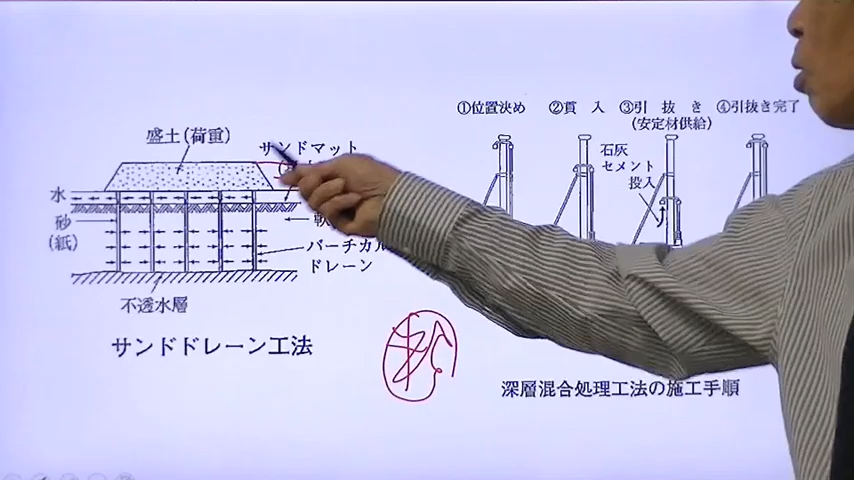 盛土(荷重)
サンドマット
水
砂
(紙)
バーチカル
ドレーン
不透水層
サンドドレーン工法
①位置決め
②貫入
③引抜き
(安定材供給)
④引抜き完了
石灰
セメント
投入
深層混合処理工法の施工手順